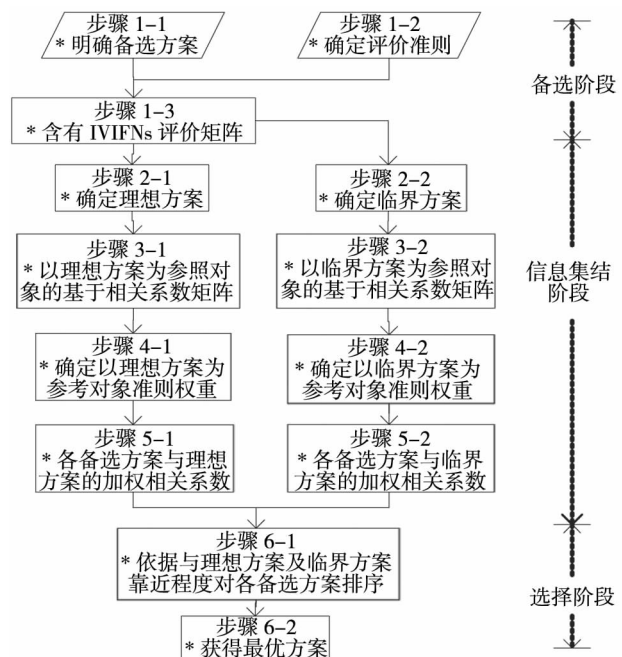 步骤 1-1
* 明确备选方案
步骤 1-2
* 确定评价准则
步骤 1-3
* 含有 IVIFNs 评价矩阵
步骤 2-1
* 确定理想方案
步骤 2-2
* 确定临界方案
步骤 3-1
* 以理想方案为参照对
象的基于相关系数矩阵
步骤 3-2
* 以临界方案为参照对
象的基于相关系数矩阵
步骤 4-1
* 确定以理想方案为
参考对象准则权重
步骤 4-2
* 确定以临界方案为
参考对象准则权重
步骤 5-1
* 各备选方案与理想
方案的加权相关系数
步骤 5-2
* 各备选方案与临界
方案的加权相关系数
步骤 6-1
* 依据与理想方案及临界方案
靠近程度对各备选方案排序
步骤 6-2
* 获得最优方案
备选阶段
信息集结
阶段
选择阶段